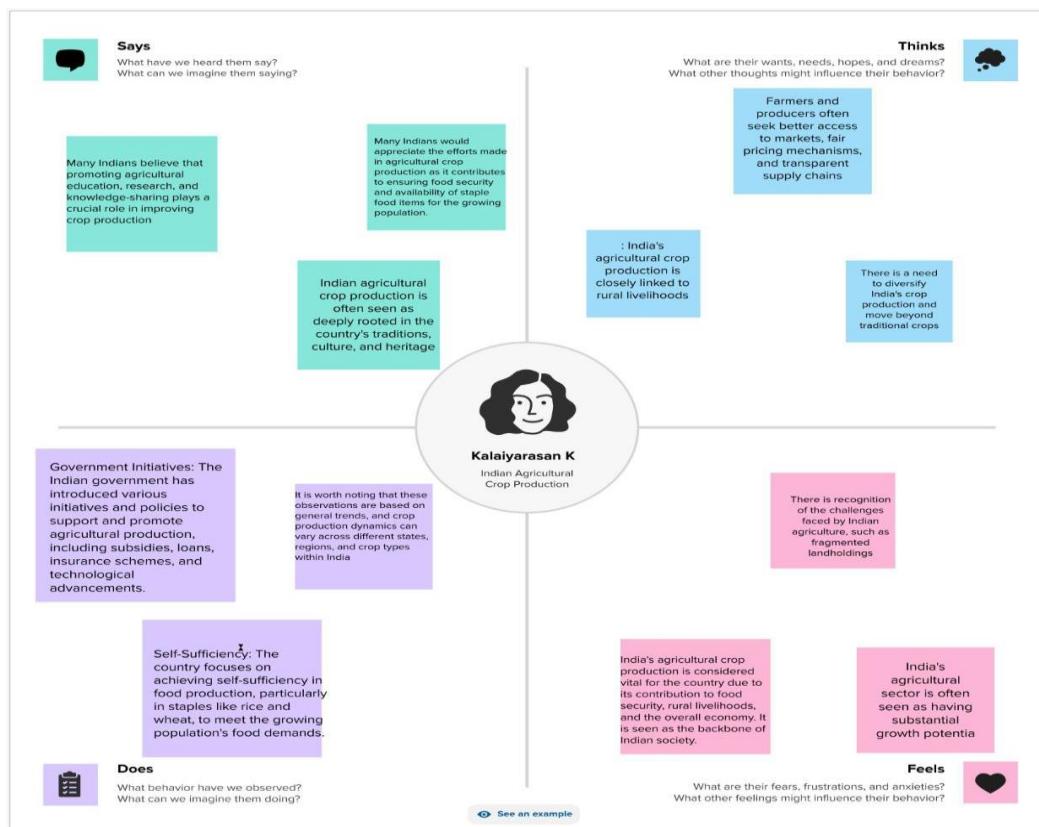 Says
What have we heard them say?
What can we imagine them saying?
Many Indians believe that
promoting agricultural
education, research, and
knowledge-sharing plays a
crucial role in improving
crop production
Many Indians would
appreciate the efforts made
in agricultural crop
production as it contributes
to ensuring food security
and availability of staple
food items for the growing
population.
Indian agricultural
crop production is
often seen as
deeply rooted in the
country's traditions,
culture, and heritage
Thinks
What are their wants, needs, hopes, and dreams?
What other thoughts might influence their behavior?
Farmers and
producers often
seek better access
to markets, fair
pricing mechanisms,
and transparent
supply chains
: India's
agricultural crop
production is
closely linked to
rural livelihoods
There is a need
to diversify
India's crop
production and
move beyond
traditional crops
Kalaiyarasan K
Indian Agricultural
Crop Production
Government Initiatives: The
Indian government has
introduced various
initiatives and policies to
support and promote
agricultural production,
including subsidies, loans,
insurance schemes, and
technological
advancements.
It is worth noting that these
observations are based on
general trends, and crop
production dynamics can
vary across different states,
regions, and crop types
within India
Self-Sufficiency: The
country focuses on
achieving self-sufficiency in
food production, particularly
in staples like rice and
wheat, to meet the growing
population's food demands.
Does
What behavior have we observed?
What can we imagine them doing?
There is recognition
of the challenges
faced by Indian
agriculture, such as
fragmented
landholdings
India's agricultural crop
production is considered
vital for the country due to
its contribution to food
security, rural livelihoods,
and the overall economy. It
is seen as the backbone of
Indian society.
India's
agricultural
sector is often
seen as having
substantial
growth potentia
Feels
What are their fears, frustrations, and anxieties?
What other feelings might influence their behavior?
See an example